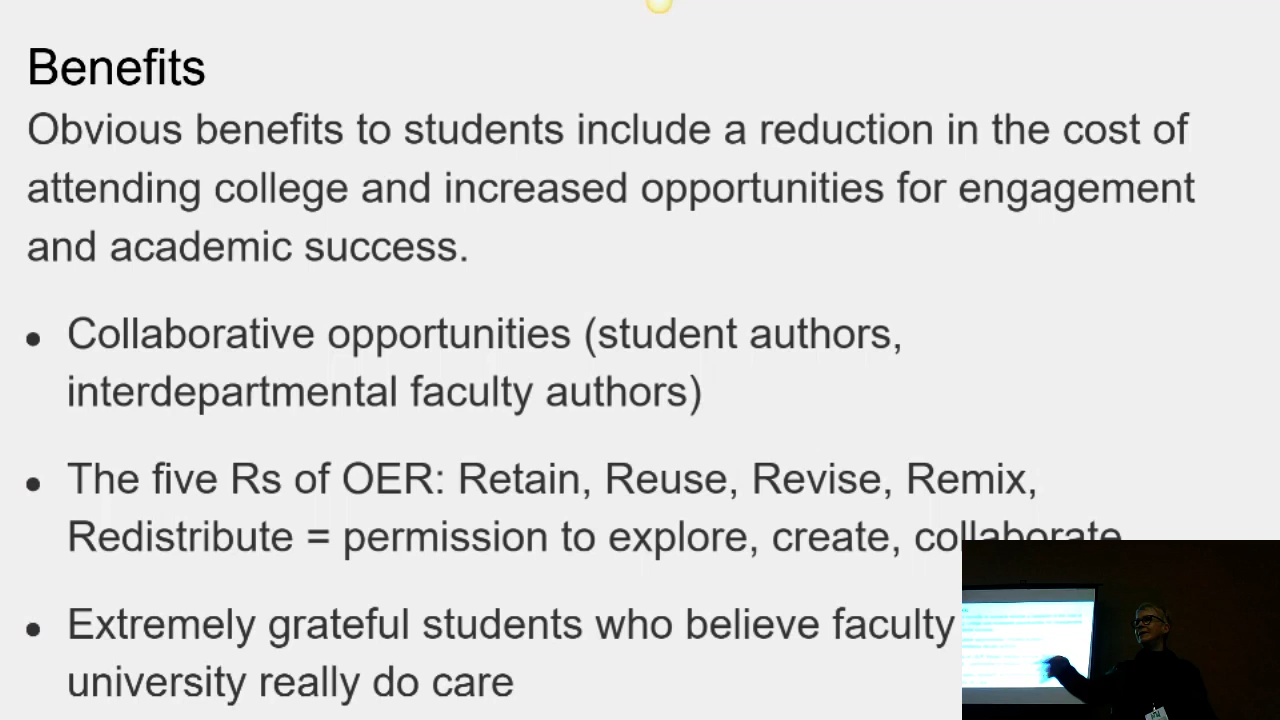 Benefits
Obvious benefits to students include a reduction in the cost of
attending college and increased opportunities for engagement
and academic success.
• Collaborative opportunities (student authors,
interdepartmental faculty authors)
• The five Rs of OER: Retain, Reuse, Revise, Remix,
Redistribute = permission to explore, create, collaborate
• Extremely grateful students who believe faculty
university really do care